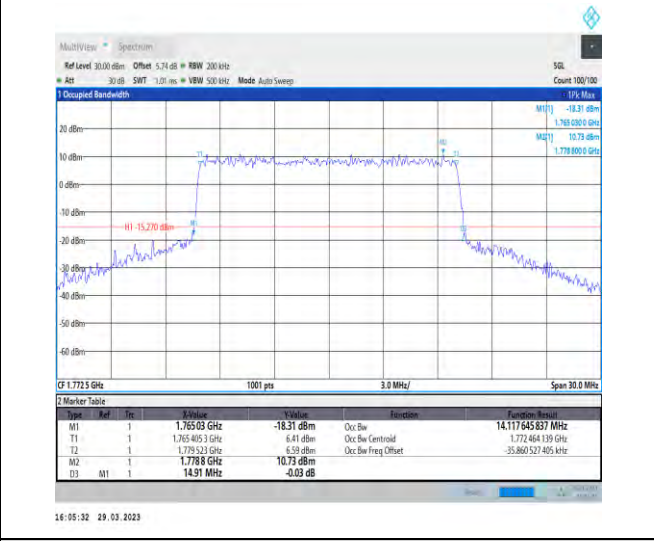 MultiView Spectrum
Ref Level 30.00 dBm Offset 5.74 dB RBW 200 kHz SGL
Att 30 dB SWT 1.01 ms VBW 500 kHz Mode Auto Sweep Count 100/100
1 Occupied Bandwidth 1Pk Max
M1[1] -18.31 dBm
1.765 030 0 GHz
M2[1] 10.73 dBm
1.778 800 0 GHz
20 dBm
M2
T1 T2
10 dBm
0 dBm
-10 dBm
H1 -15.270 dBm M1
-20 dBm D3
-30 dBm
-40 dBm
-50 dBm
-60 dBm
CF 1.772 5 GHz 1001 pts 3.0 MHz/ Span 30.0 MHz
2 Marker Table
Type Ref Trc X-Value Y-Value Function Function Result
M1 1 1.765 03 GHz -18.31 dBm Occ Bw 14.117 645 837 MHz
T1 1 1.765 405 3 GHz 6.41 dBm Occ Bw Centroid 1.772 464 139 GHz
T2 1 1.779 523 GHz 6.59 dBm Occ Bw Freq Offset -35.860 527 405 kHz
M2 1 1.778 8 GHz 10.73 dBm
D3 M1 1 14.91 MHz -0.03 dB
16:05:32 29.03.2023